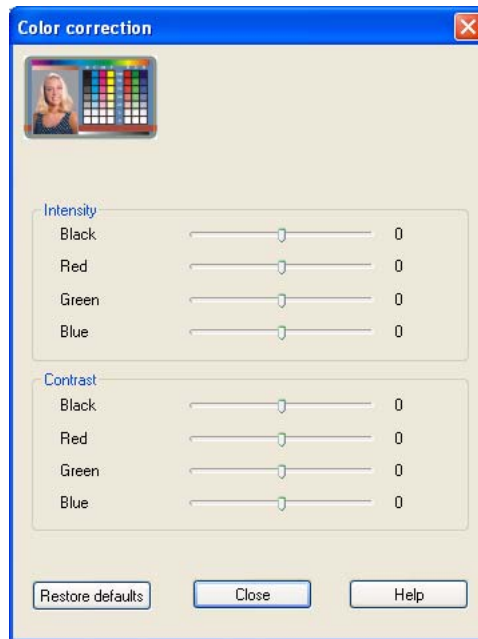 Color correction
Intensity
Black 0
Red 0
Green 0
Blue 0
Contrast
Black 0
Red 0
Green 0
Blue 0
Restore defaults Close Help